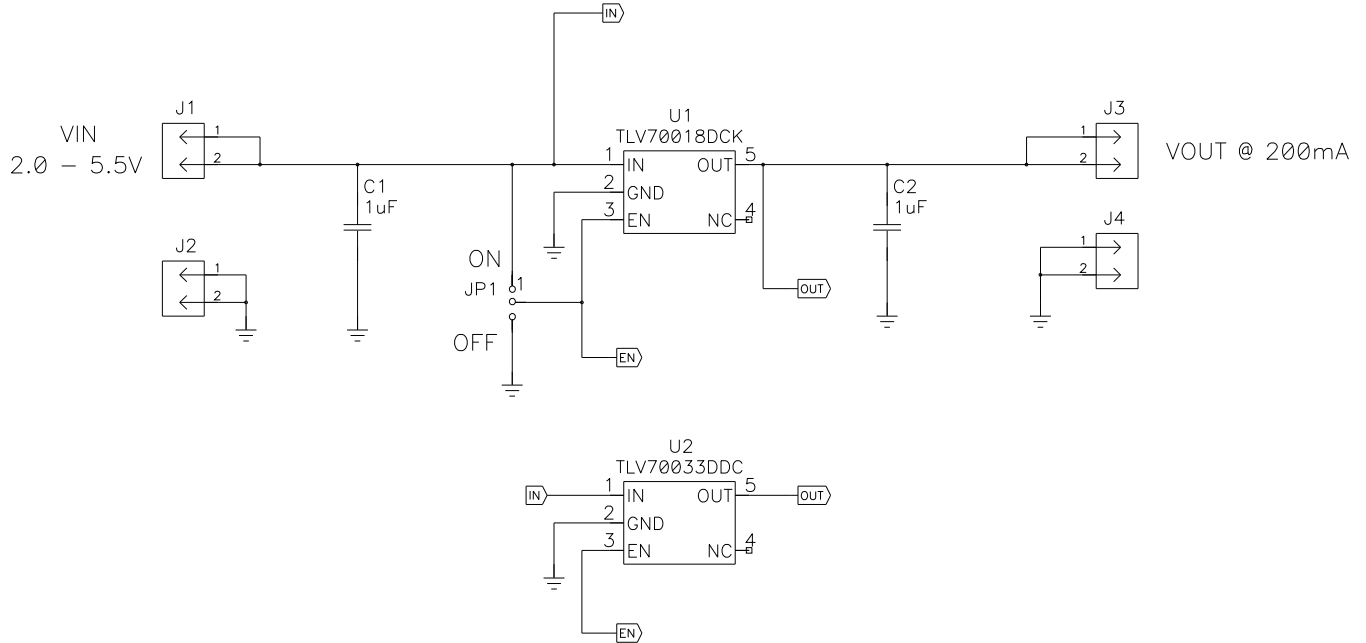 IN
J1
VIN
2.0 – 5.5V
1
2
U1
TLV70018DCK
1 IN OUT 5
2 GND
3 EN NC 4
J3
1
2
VOUT @ 200mA
C1
1uF
C2
1uF
J2
1
2
J4
1
2
ON
JP1 1
OFF
OUT
EN
U2
TLV70033DDC
IN 1 IN OUT 5 OUT
2 GND
3 EN NC 4
EN